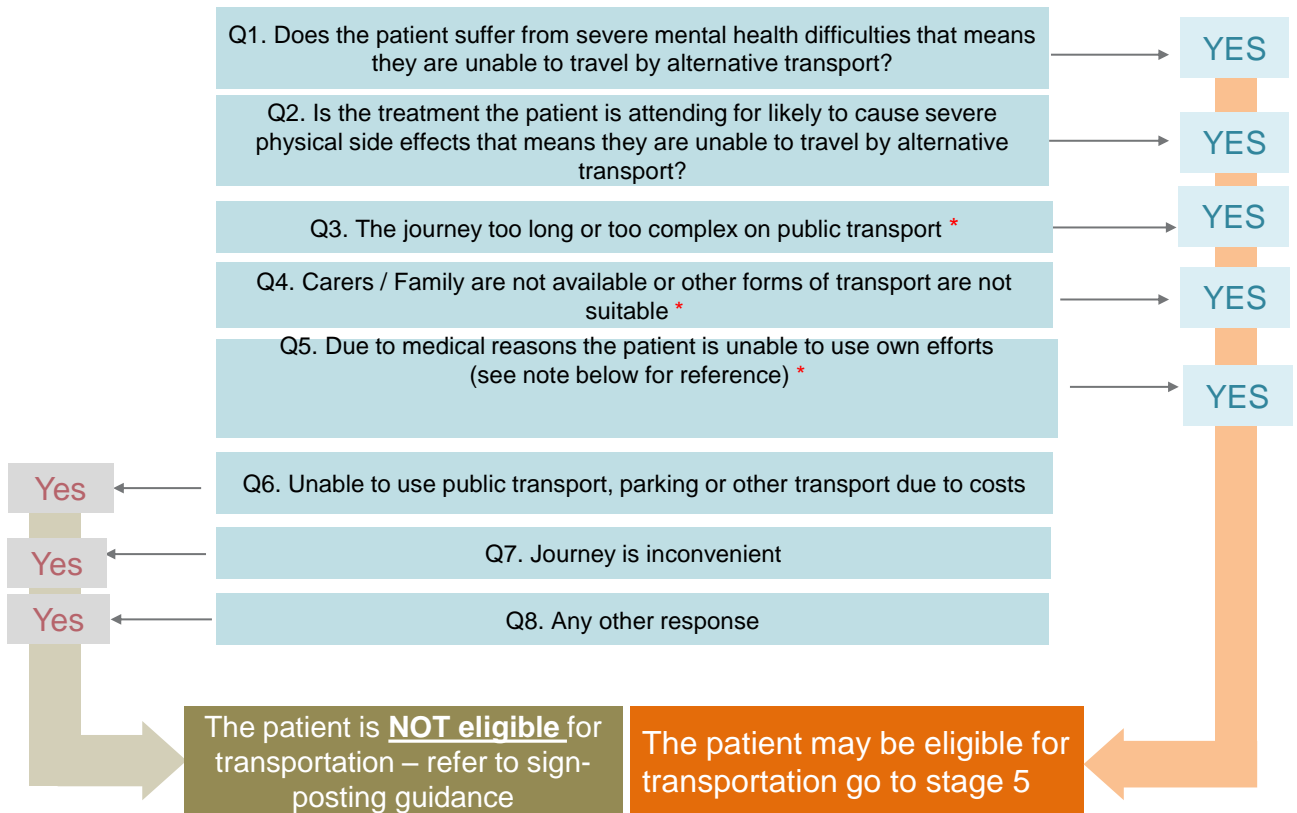 Q1. Does the patient suffer from severe mental health difficulties that means
they are unable to travel by alternative transport?
YES
Q2. Is the treatment the patient is attending for likely to cause severe
physical side effects that means they are unable to travel by alternative
transport?
YES
Q3. The journey too long or too complex on public transport *
YES
Q4. Carers / Family are not available or other forms of transport are not
suitable *
YES
Q5. Due to medical reasons the patient is unable to use own efforts
(see note below for reference) *
YES
Yes
Q6. Unable to use public transport, parking or other transport due to costs
Yes
Q7. Journey is inconvenient
Yes
Q8. Any other response
The patient is NOT eligible for
transportation – refer to sign-
posting guidance
The patient may be eligible for
transportation go to stage 5